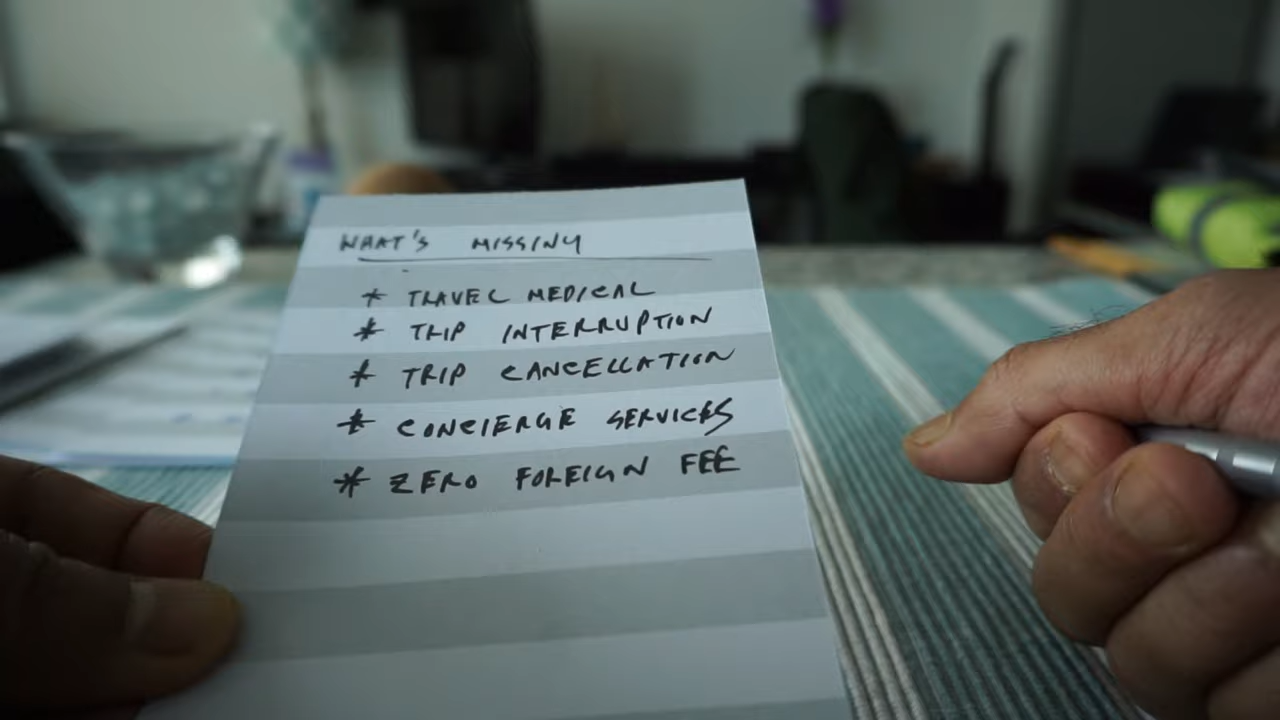 WHAT'S MISSING
* TRAVEL MEDICAL
* TRIP INTERRUPTION
* TRIP CANCELLATION
* CONCIERGE SERVICES
* ZERO FOREIGN FEE